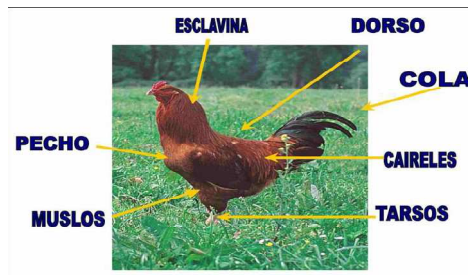 ESCLAVINA
DORSO
COLA
PECHO
CAIRELES
MUSLOS
TARSOS